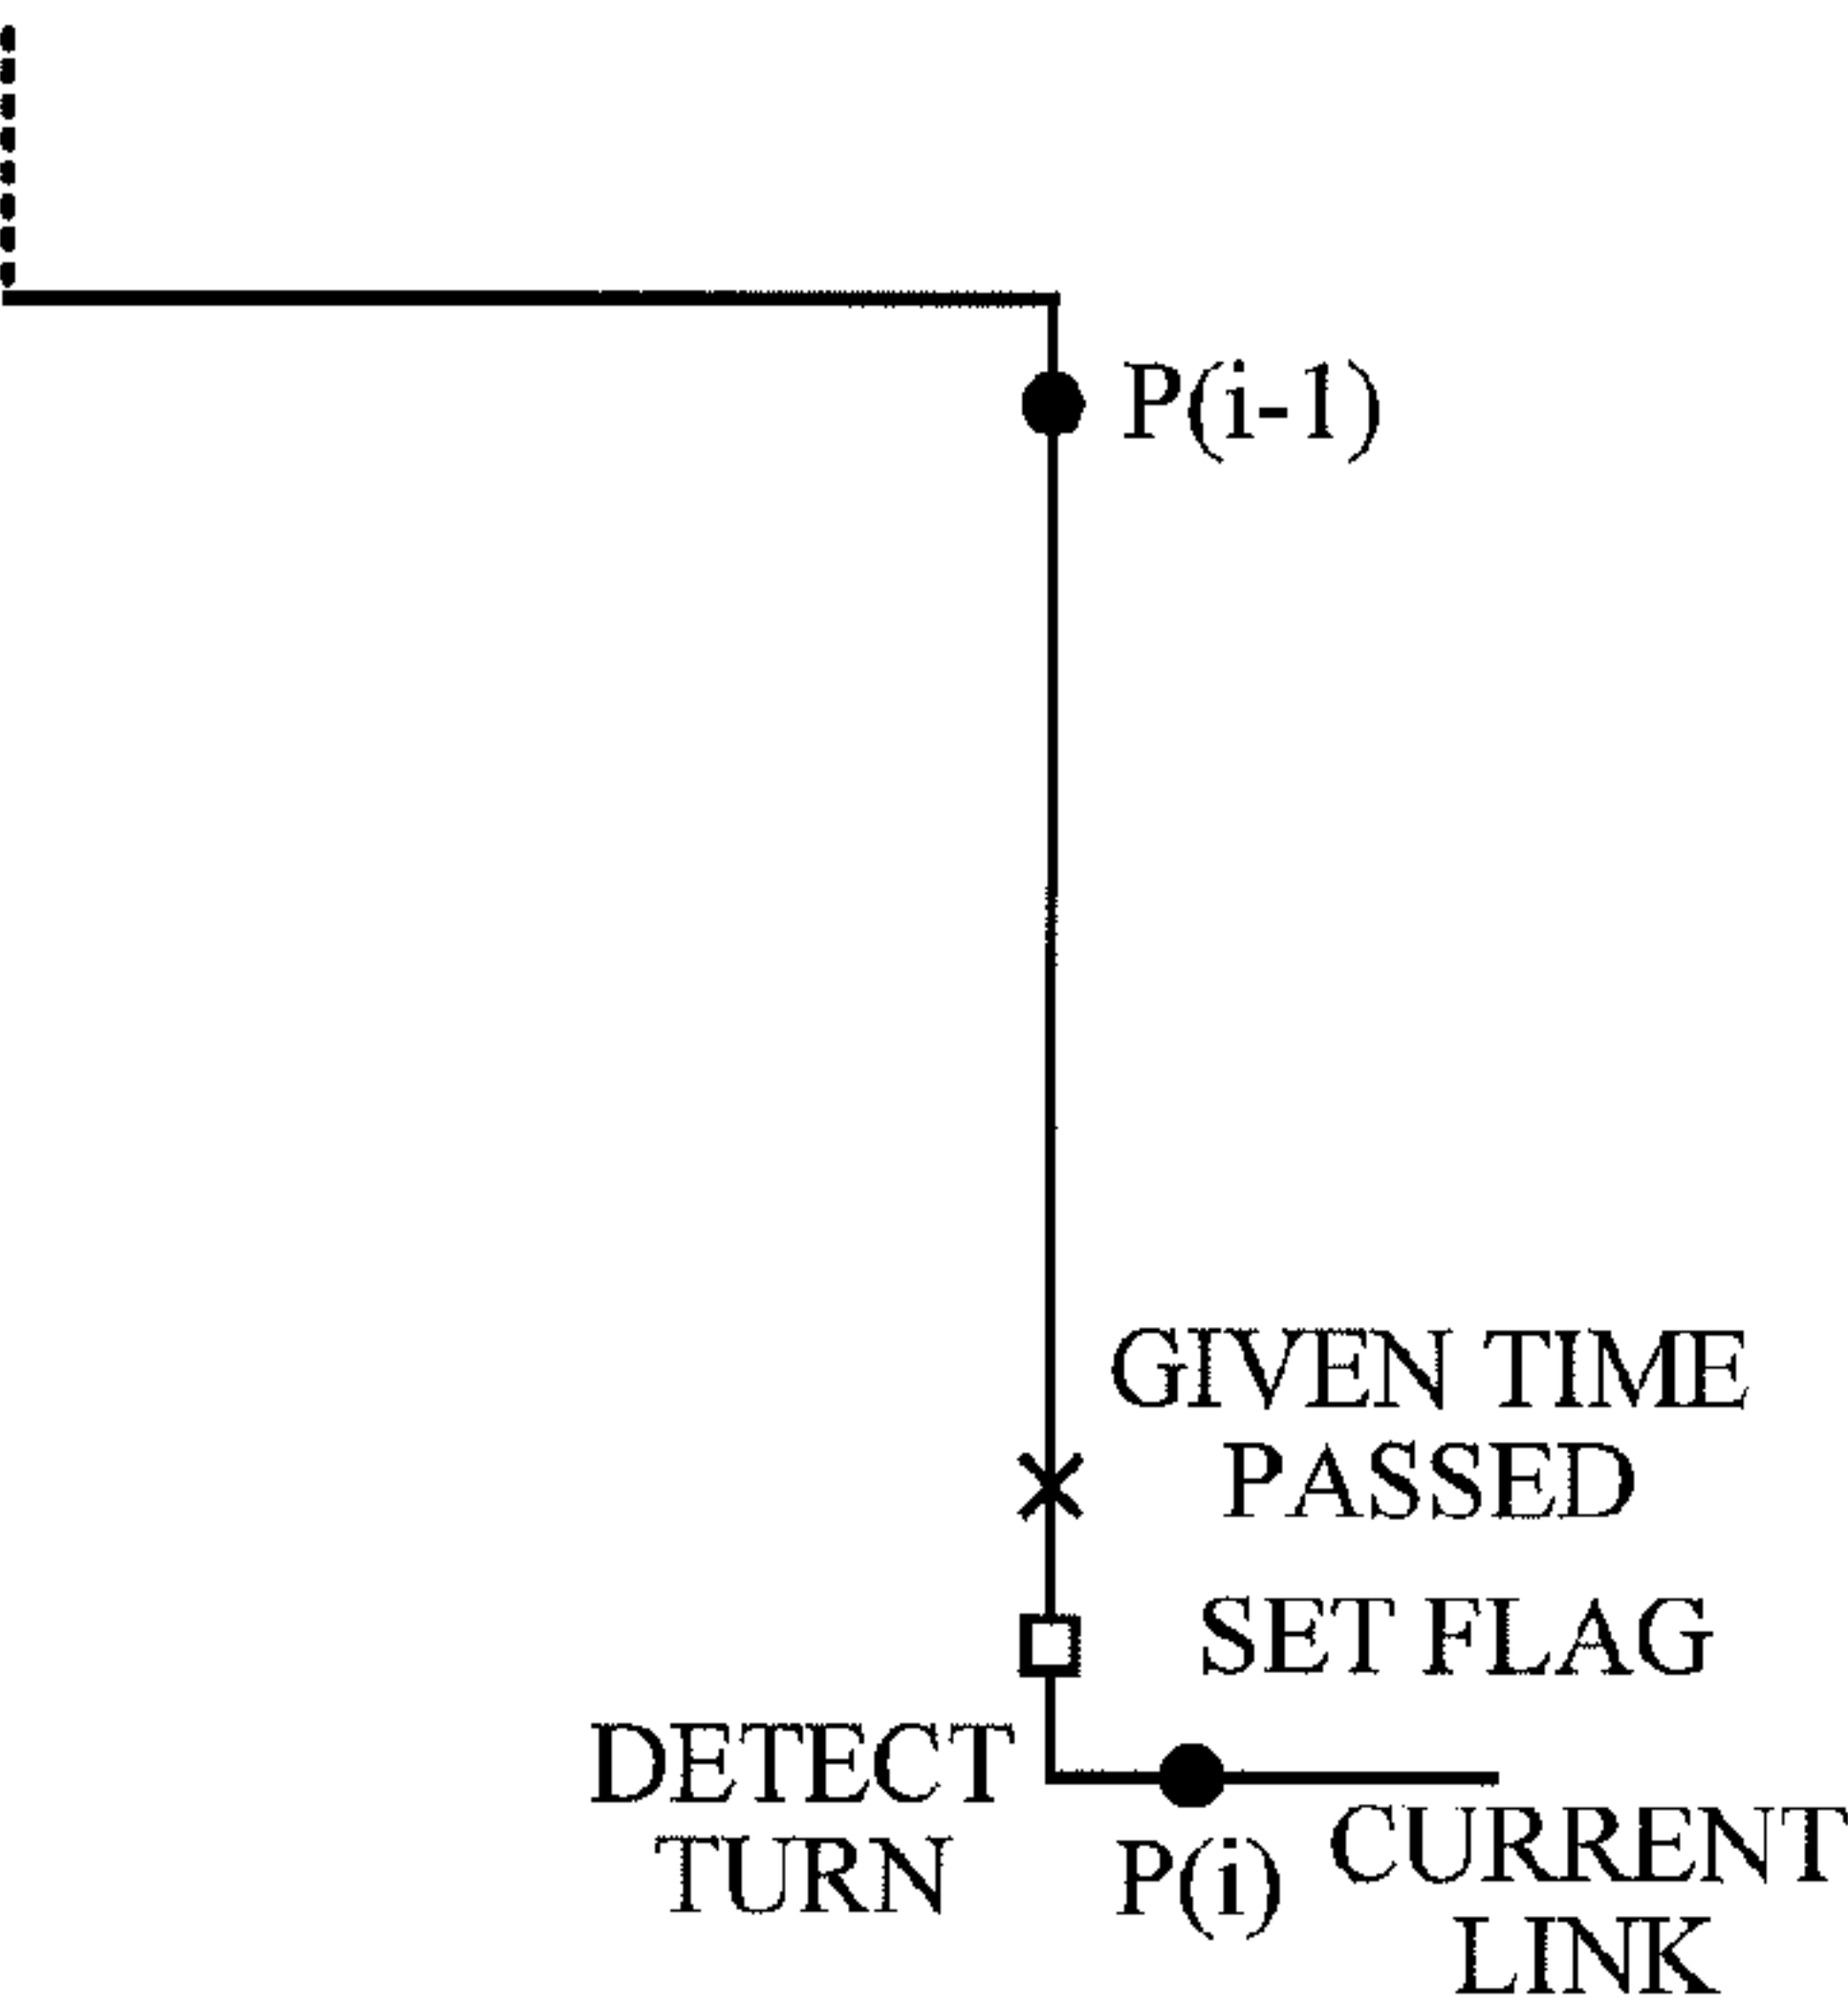 P(i-1)
GIVEN TIME
PASSED
SET FLAG
DETECT
TURN
P(i)
CURRENT
LINK